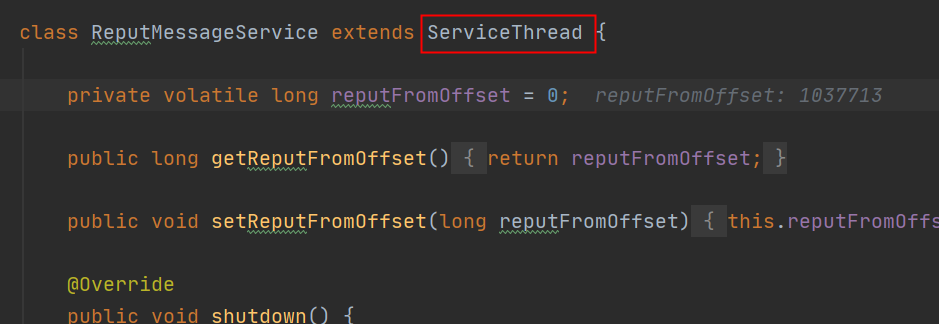 class ReputMessageService extends ServiceThread {
private volatile long reputFromOffset = 0; reputFromOffset: 1037713
public long getReputFromOffset() { return reputFromOffset; }
public void setReputFromOffset(long reputFromOffset) { this.reputFromOffs
@Override
public void shutdown() {